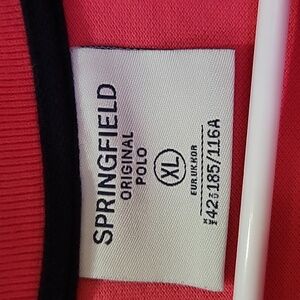 SPRINGFIELD
ORIGINAL
POLO
XL
EUR.UK.KOR
42 185/116A